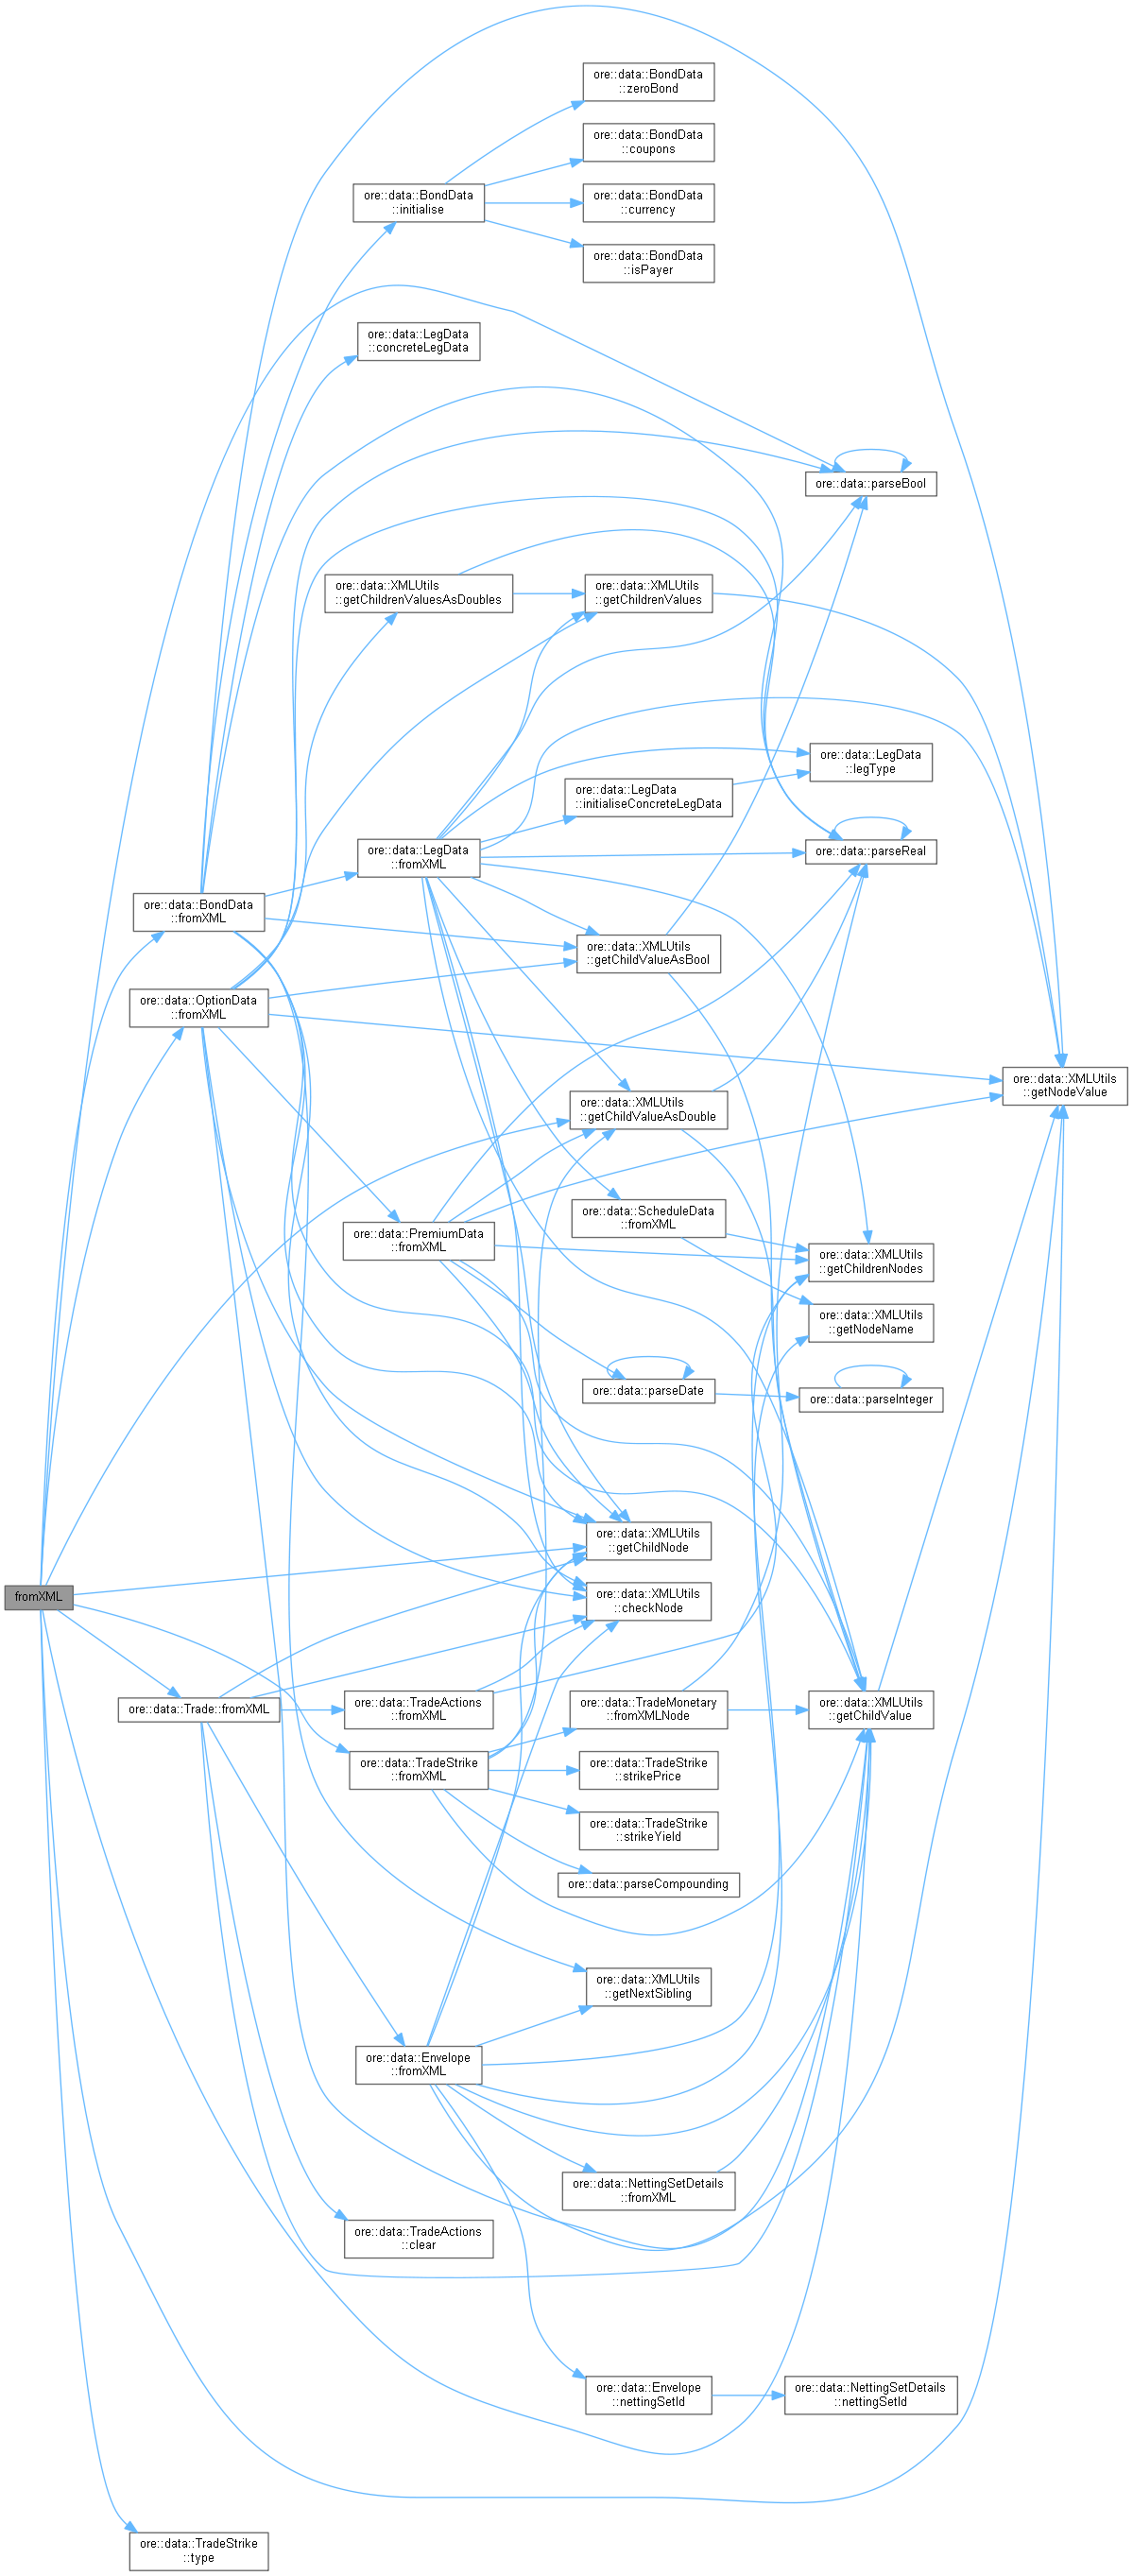 ore::data::BondData
::zeroBond
ore::data::BondData
::coupons
ore::data::BondData
::initialise
ore::data::BondData
::currency
ore::data::BondData
::isPayer
ore::data::LegData
::concreteLegData
ore::data::parseBool
ore::data::XMLUtils
::getChildrenValuesAsDoubles
ore::data::XMLUtils
::getChildrenValues
ore::data::LegData
::legType
ore::data::LegData
::initialiseConcreteLegData
ore::data::LegData
::fromXML
ore::data::parseReal
ore::data::BondData
::fromXML
ore::data::XMLUtils
::getChildValueAsBool
ore::data::OptionData
::fromXML
ore::data::XMLUtils
::getNodeValue
ore::data::XMLUtils
::getChildValueAsDouble
ore::data::ScheduleData
::fromXML
ore::data::PremiumData
::fromXML
ore::data::XMLUtils
::getChildrenNodes
ore::data::XMLUtils
::getNodeName
ore::data::parseDate
ore::data::parseInteger
ore::data::XMLUtils
::getChildNode
fromXML
ore::data::XMLUtils
::checkNode
ore::data::Trade::fromXML
ore::data::TradeActions
::fromXML
ore::data::TradeMonetary
::fromXMLNode
ore::data::XMLUtils
::getChildValue
ore::data::TradeStrike
::fromXML
ore::data::TradeStrike
::strikePrice
ore::data::TradeStrike
::strikeYield
ore::data::parseCompounding
ore::data::XMLUtils
::getNextSibling
ore::data::Envelope
::fromXML
ore::data::NettingSetDetails
::fromXML
ore::data::TradeActions
::clear
ore::data::Envelope
::nettingSetId
ore::data::NettingSetDetails
::nettingSetId
ore::data::TradeStrike
::type